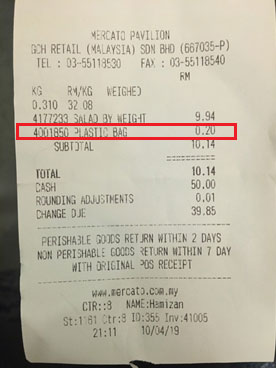 MERCATO PAVILION
GCH RETAIL (MALAYSIA) SDN BHD (667035-P)
TEL : 03-55118530 FAX : 03-55118540
RM
KG RM/KG WEIGHED
0.310 32.08
4177233 SALAD BY WEIGHT 9.94
4001850 PLASTIC BAG 0.20
SUBTOTAL 10.14
TOTAL 10.14
CASH 50.00
ROUNDING ADJUSTMENTS 0.01
CHANGE DUE 39.85
PERISHABLE GOODS RETURN WITHIN 2 DAYS
NON PERISHABLE GOODS RETURN WITHIN 7 DAY
WITH ORIGINAL POS RECEIPT
www.mercato.com.my
CTR::8 NAME:Hamizan
St:1161 Ctr:8 ID:355 Inv:41005
21:11 10/04/19